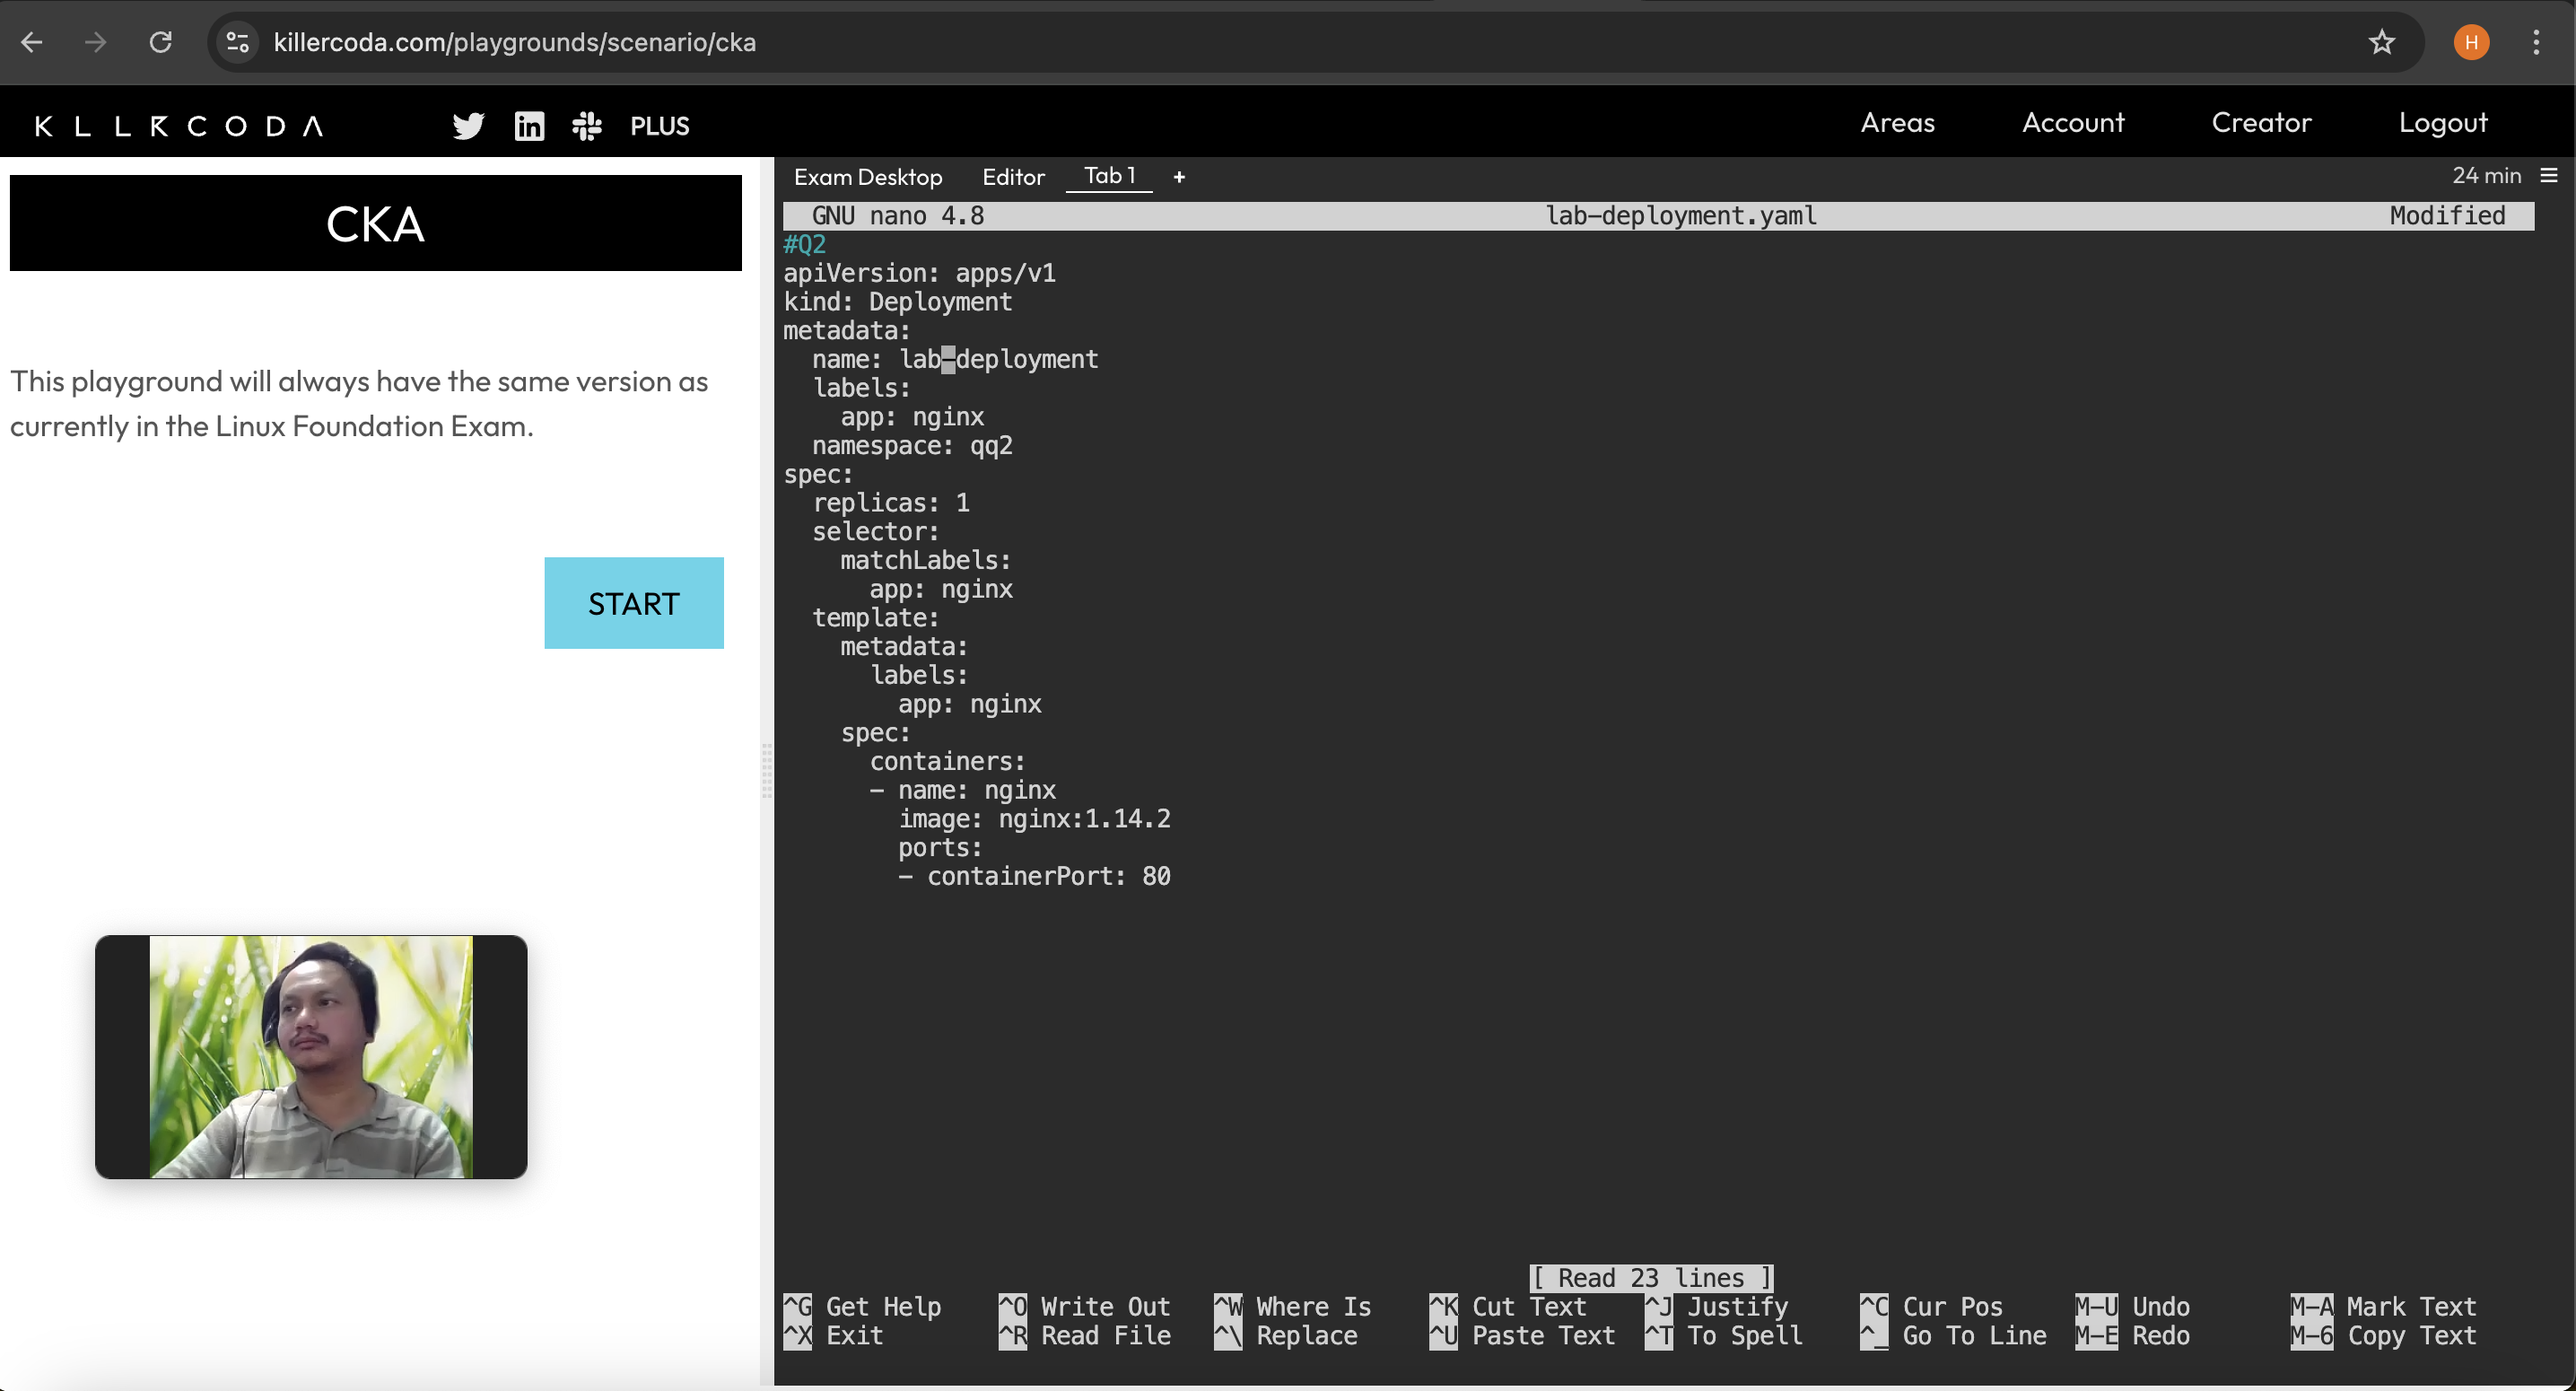 killercoda.com/playgrounds/scenario/cka
H
KLLRCODA PLUS Areas Account Creator Logout
CKA
This playground will always have the same version as
currently in the Linux Foundation Exam.
START
Exam Desktop Editor Tab 1 + 24 min
GNU nano 4.8 lab-deployment.yaml Modified
#Q2
apiVersion: apps/v1
kind: Deployment
metadata:
  name: lab-deployment
  labels:
    app: nginx
  namespace: qq2
spec:
  replicas: 1
  selector:
    matchLabels:
      app: nginx
  template:
    metadata:
      labels:
        app: nginx
    spec:
      containers:
      - name: nginx
        image: nginx:1.14.2
        ports:
        - containerPort: 80
[ Read 23 lines ]
^G Get Help ^O Write Out ^W Where Is ^K Cut Text ^J Justify ^C Cur Pos M-U Undo M-A Mark Text
^X Exit ^R Read File ^\ Replace ^U Paste Text ^T To Spell ^_ Go To Line M-E Redo M-6 Copy Text